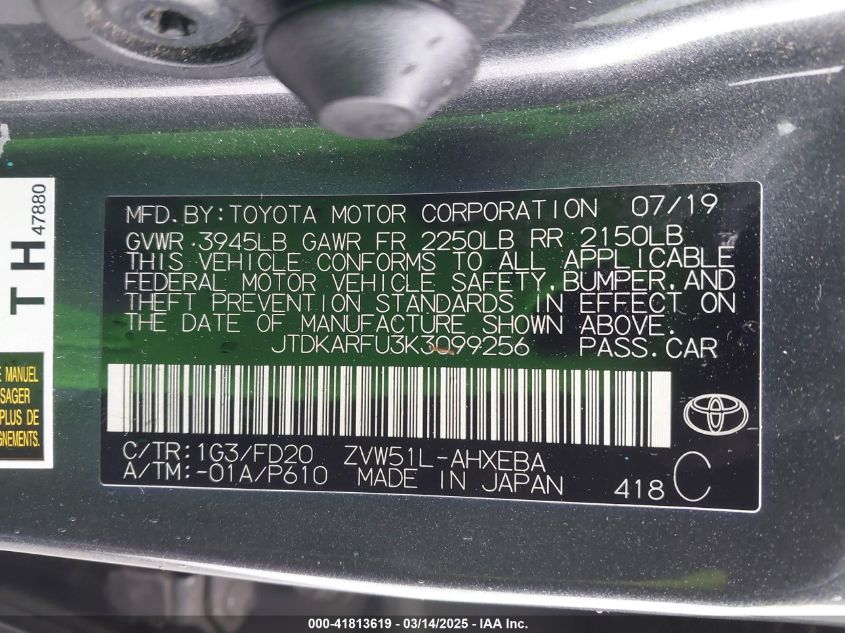 TH
47880
E MANUEL
SSAGER
PLUS DE
GNEMENTS.
MFD.BY:TOYOTA MOTOR CORPORATION 07/19
GVWR 3945LB GAWR FR 2250LB RR 2150LB
THIS VEHICLE CONFORMS TO ALL APPLICABLE
FEDERAL MOTOR VEHICLE SAFETY,BUMPER,AND
THEFT PREVENTION STANDARDS IN EFFECT ON
THE DATE OF MANUFACTURE SHOWN ABOVE.
JTDKARFU3K3099256 PASS.CAR
C/TR:1G3/FD20 ZVW51L-AHXEBA
A/TM:-01A/P610 MADE IN JAPAN 418 C
000-41813619 - 03/14/2025 - IAA Inc.